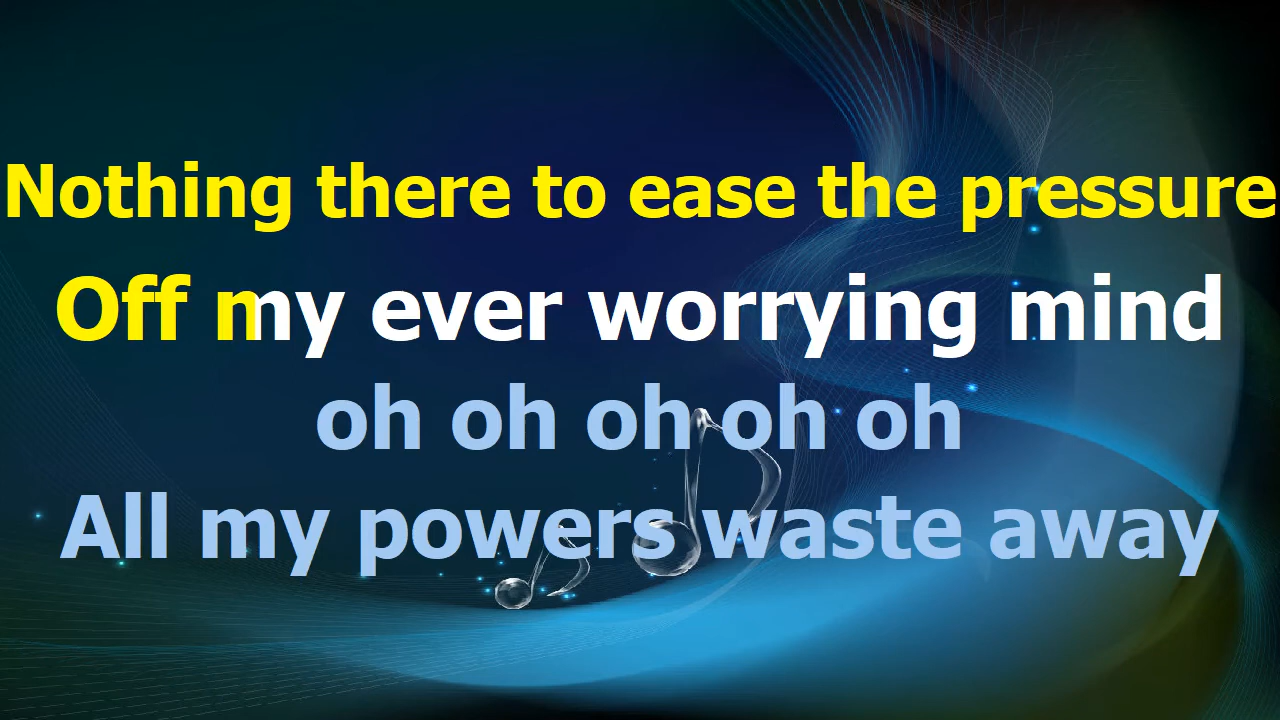 Nothing there to ease the pressure
Off my ever worrying mind
oh oh oh oh oh
All my powers waste away